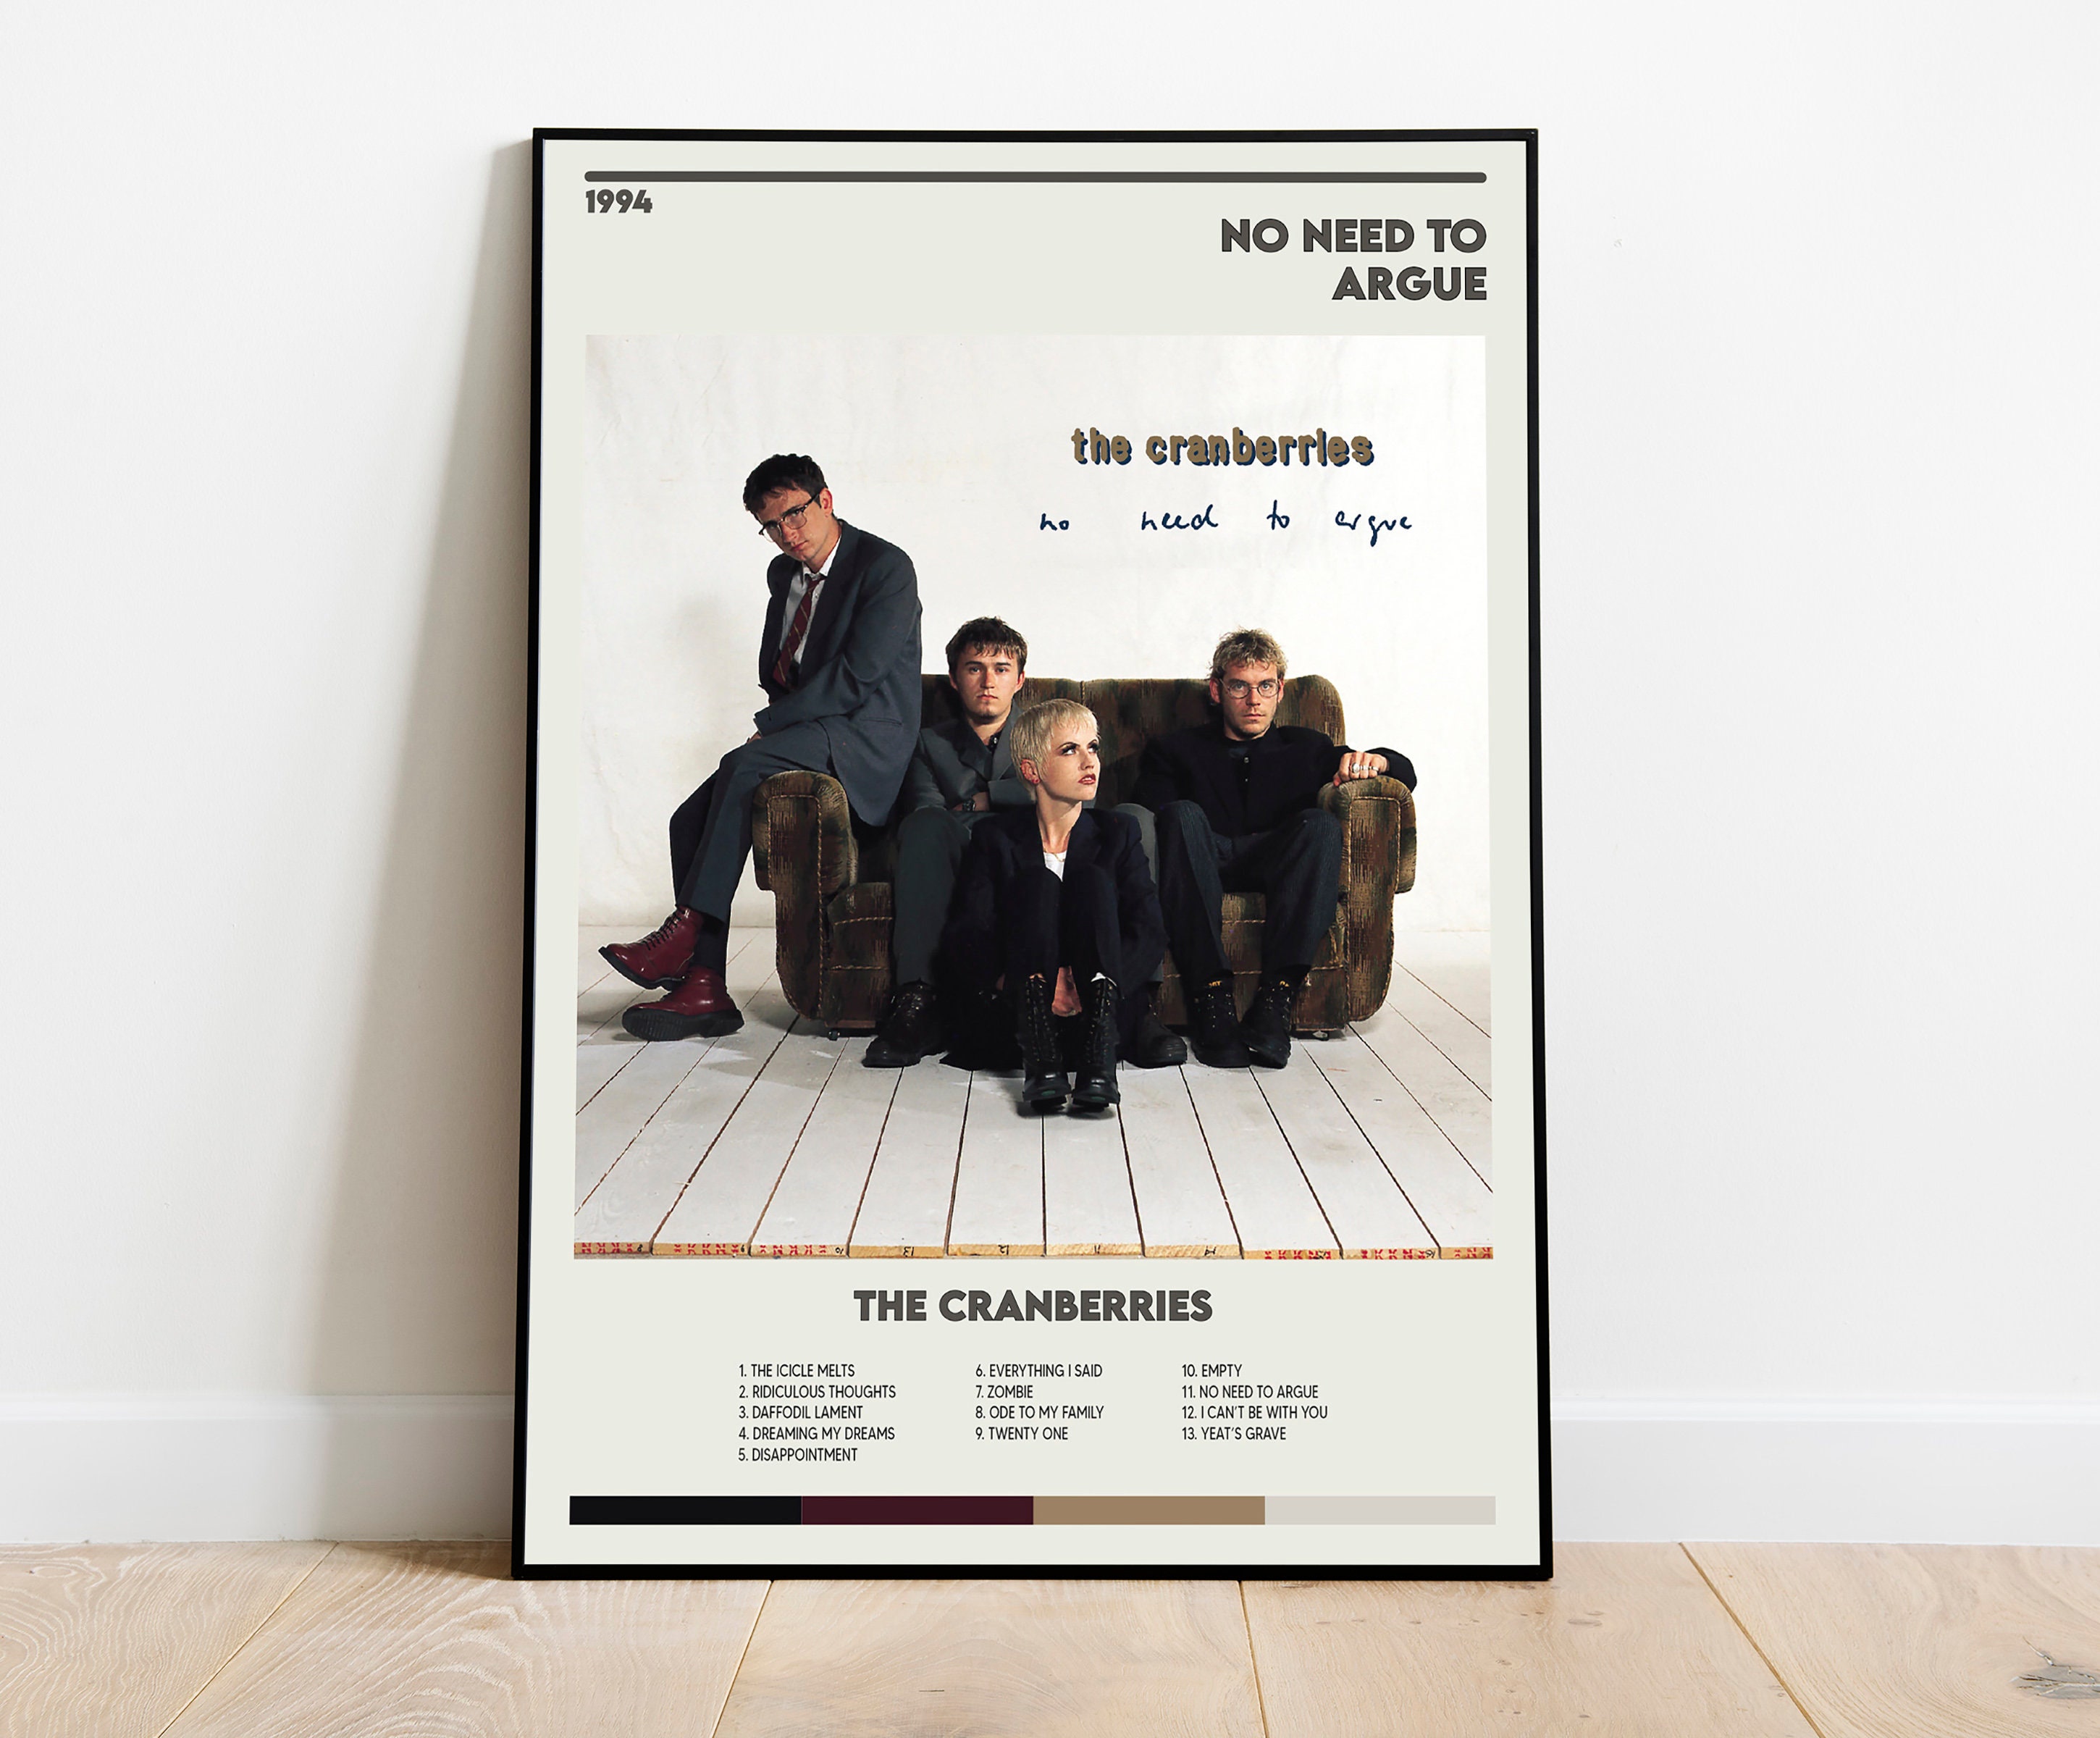 1994
NO NEED TO
ARGUE
the cranberries
no need to argue
THE CRANBERRIES
1. THE ICICLE MELTS
2. RIDICULOUS THOUGHTS
3. DAFFODIL LAMENT
4. DREAMING MY DREAMS
5. DISAPPOINTMENT
6. EVERYTHING I SAID
7. ZOMBIE
8. ODE TO MY FAMILY
9. TWENTY ONE
10. EMPTY
11. NO NEED TO ARGUE
12. I CAN'T BE WITH YOU
13. YEAT'S GRAVE